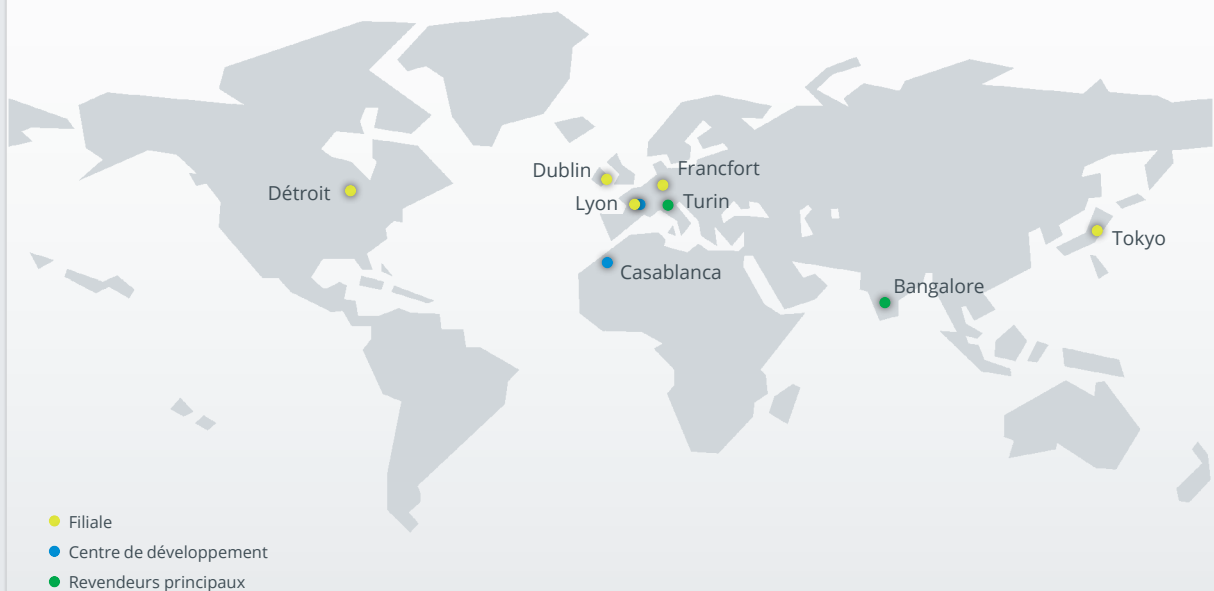 Dublin
Francfort
Détroit
Lyon
Turin
Tokyo
Casablanca
Bangalore
Filiale
Centre de développement
Revendeurs principaux